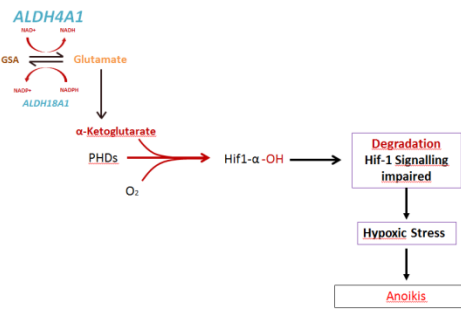 ALDH4A1
NAD+ NADH
GSA Glutamate
NADP+ NADPH
ALDH18A1
α-Ketoglutarate
PHDs
O₂
Hif1-α-OH
Degradation
Hif-1 Signalling
impaired
Hypoxic Stress
Anoikis